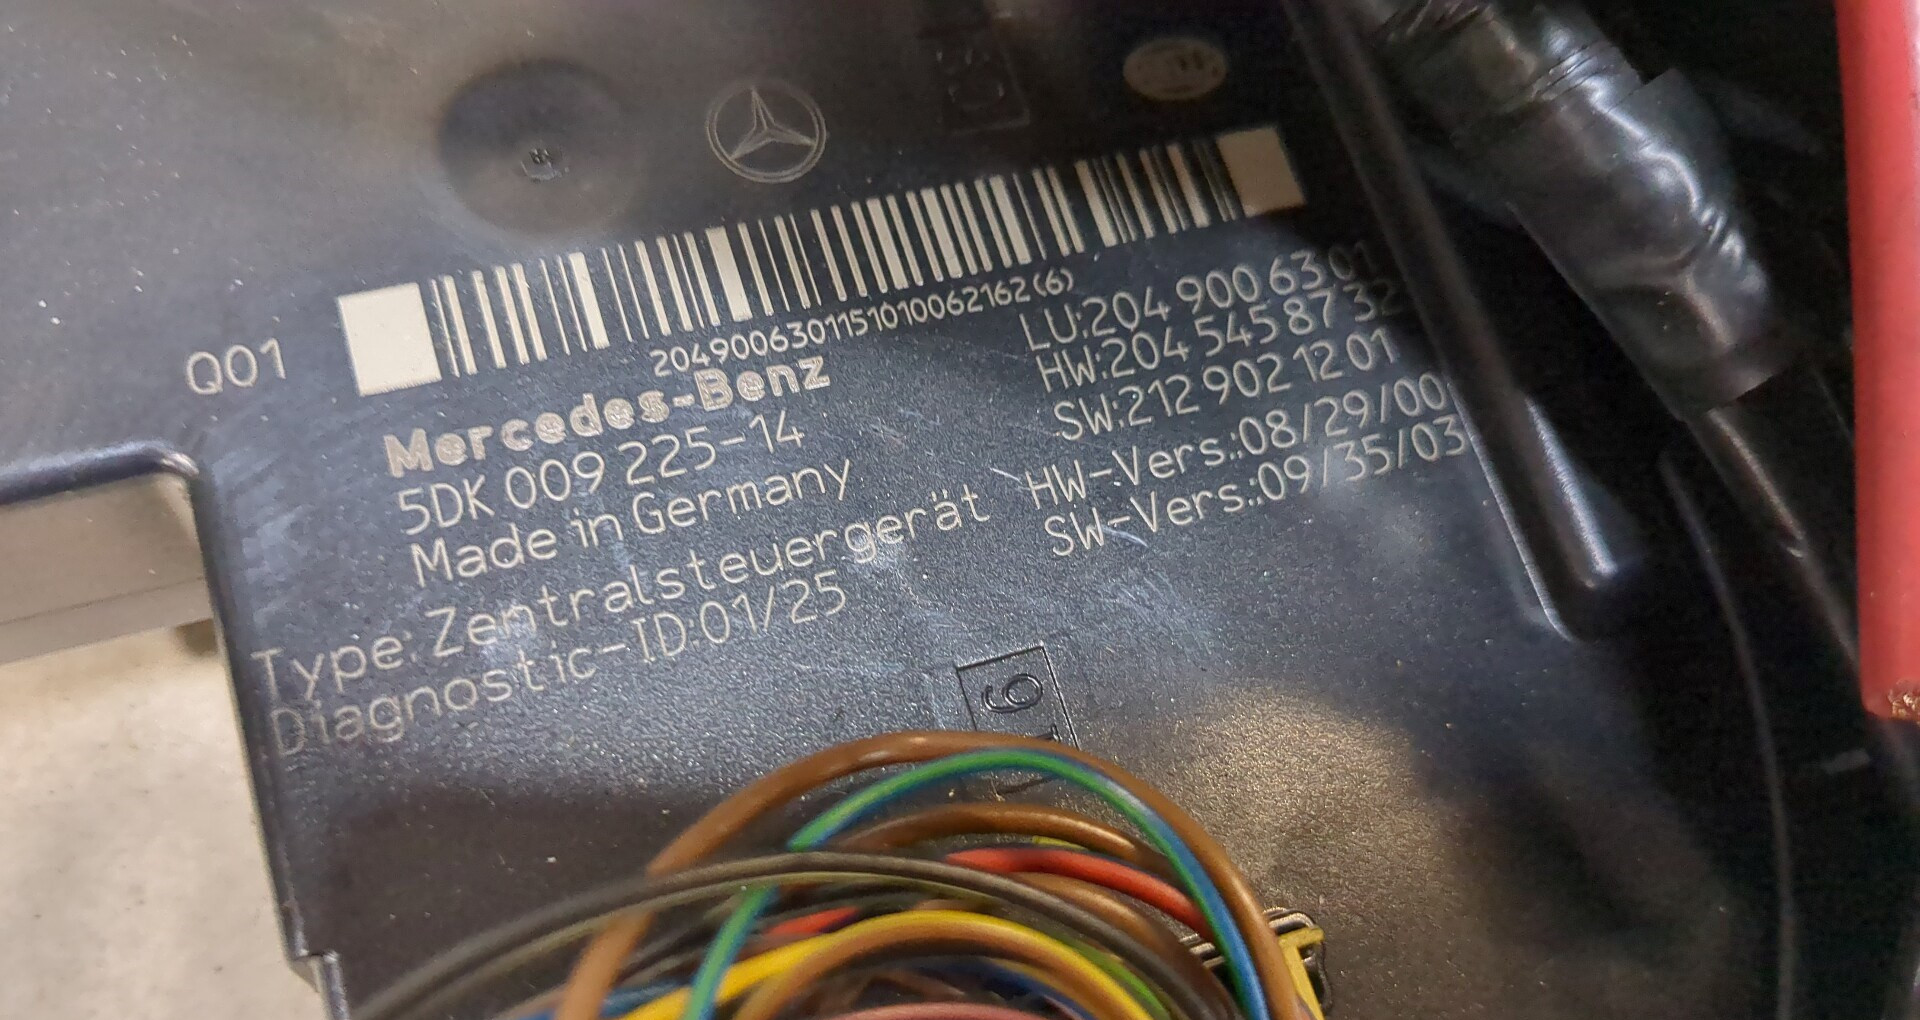 Q01
2049006301151010062162(6)
Mercedes-Benz
5DK 009 225-14
Made in Germany
Type: Zentralsteuergerät
Diagnostic-ID:01/25
LU:204 900 63 01
HW:204 545 87 32
SW:212 902 12 01
HW-Vers.:08/29/00
SW-Vers.:09/35/03